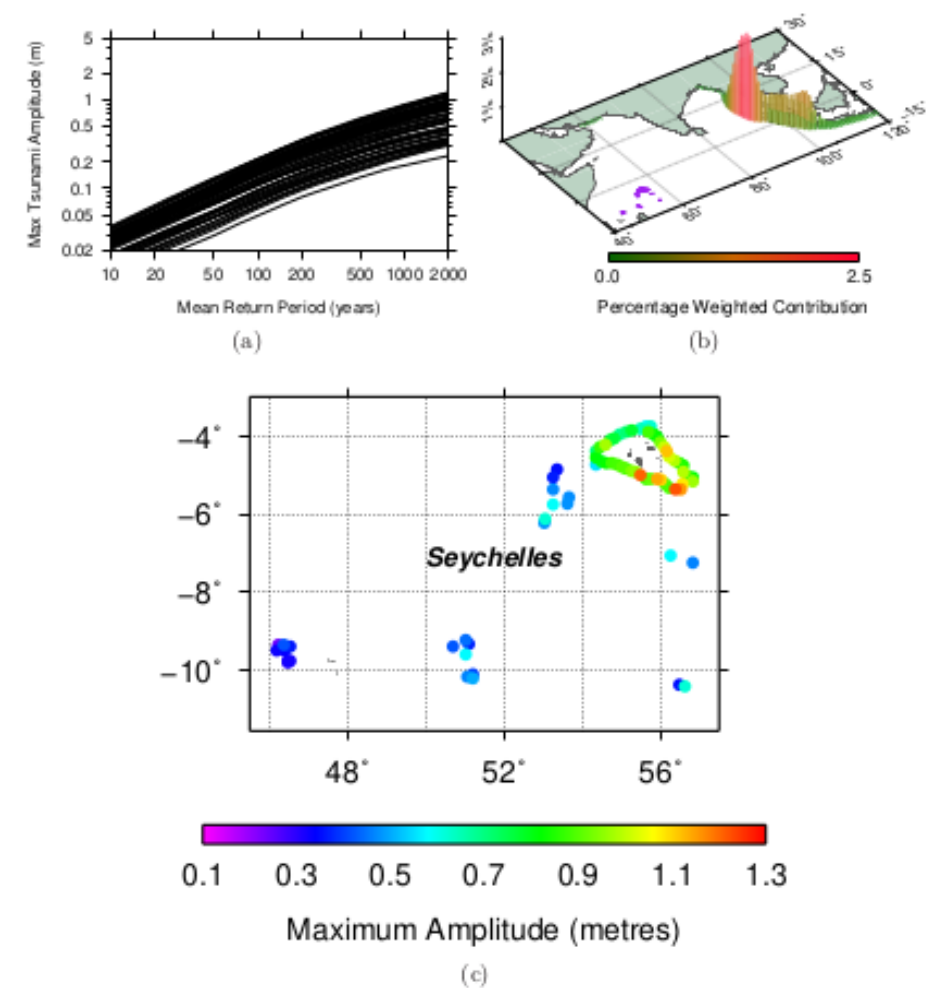 5
2
1
0.5
0.2
0.1
0.05
0.02
Max Tsunami Amplitude (m)
10 20 50 100 200 500 1000 2000
Mean Return Period (years)
(a)
3%
2%
1%
30°
15°
0°
-15°
120°
100°
80°
60°
40°
0.0 2.5
Percentage Weighted Contribution
(b)
−4°
−6°
−8°
−10°
Seychelles
48° 52° 56°
0.1 0.3 0.5 0.7 0.9 1.1 1.3
Maximum Amplitude (metres)
(c)